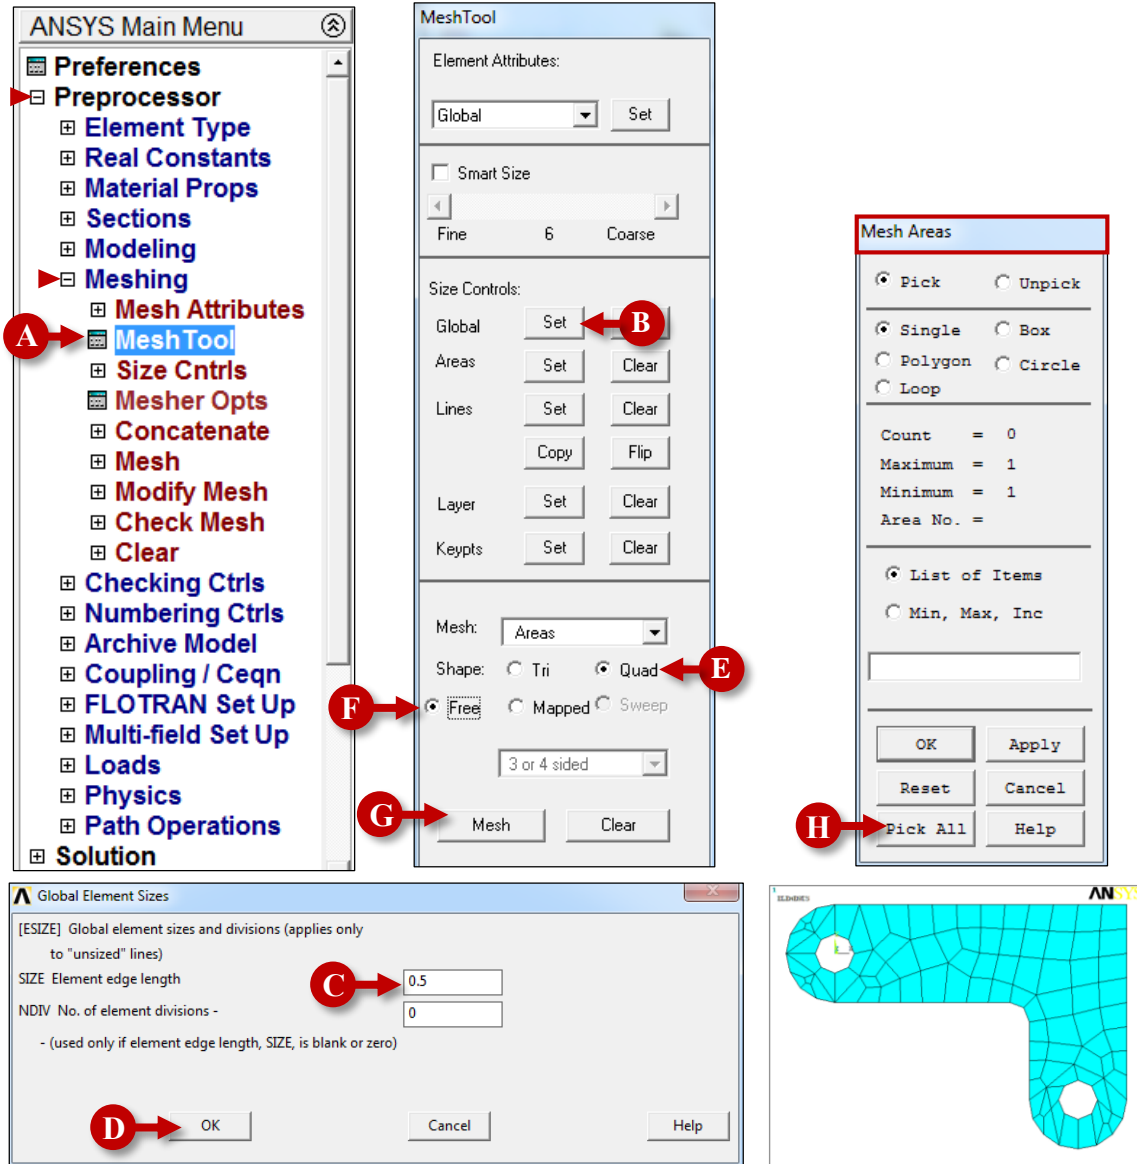 ANSYS Main Menu
Preferences
Preprocessor
Element Type
Real Constants
Material Props
Sections
Modeling
Meshing
Mesh Attributes
A
MeshTool
Size Cntrls
Mesher Opts
Concatenate
Mesh
Modify Mesh
Check Mesh
Clear
Checking Ctrls
Numbering Ctrls
Archive Model
Coupling / Ceqn
FLOTRAN Set Up
Multi-field Set Up
Loads
Physics
Path Operations
Solution
MeshTool
Element Attributes:
Global Set
Smart Size
Fine 6 Coarse
Size Controls:
Global Set B
Areas Set Clear
Lines Set Clear
Copy Flip
Layer Set Clear
Keypts Set Clear
Mesh: Areas
Shape: Tri Quad E
F Free Mapped Sweep
3 or 4 sided
G Mesh Clear
Mesh Areas
Pick Unpick
Single Box
Polygon Circle
Loop
Count = 0
Maximum = 1
Minimum = 1
Area No. =
List of Items
Min, Max, Inc
OK Apply
Reset Cancel
H Pick All Help
Global Element Sizes
[ESIZE] Global element sizes and divisions (applies only
to "unsized" lines)
SIZE Element edge length C 0.5
NDIV No. of element divisions - 0
- (used only if element edge length, SIZE, is blank or zero)
D OK Cancel Help
1
ELEMENTS
ANSYS